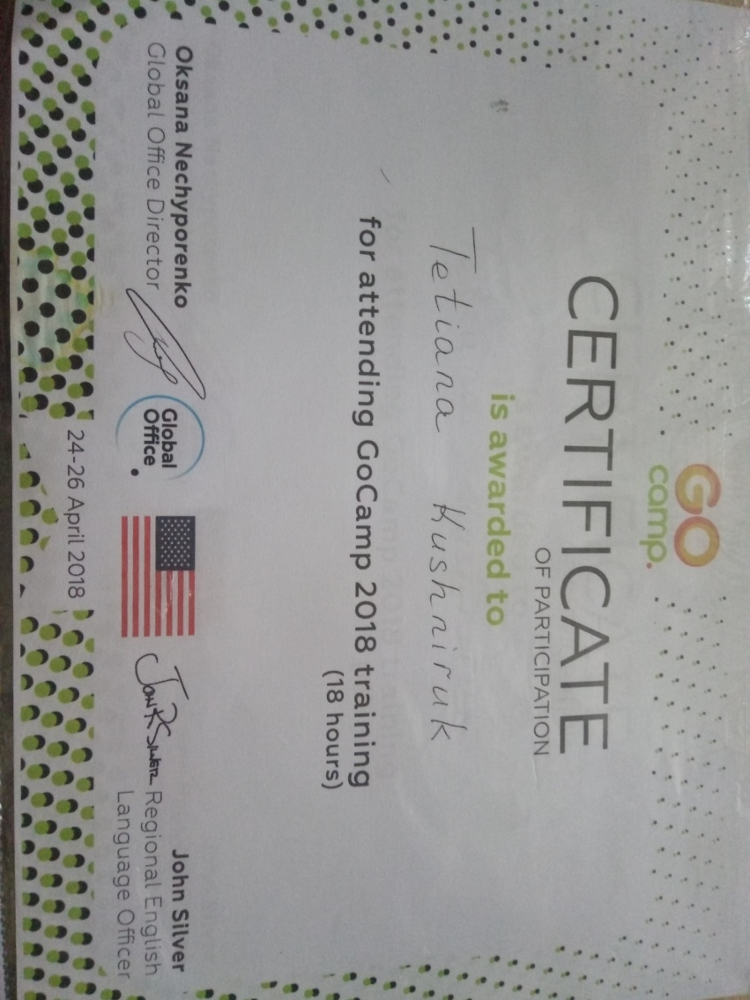 GO
camp.
CERTIFICATE
OF PARTICIPATION
is awarded to
Tetiana Kushniruk
for attending GoCamp 2018 training
(18 hours)
Oksana Nechyporenko
Global Office Director
Global
Office
John Silver
Regional English
Language Officer
24-26 April 2018